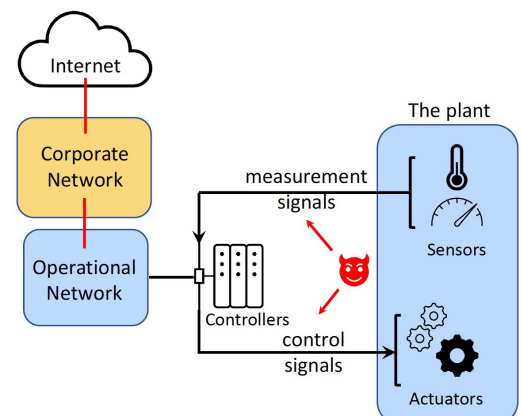 Internet
The plant
Corporate
Network
measurement
signals
Sensors
Operational
Network
Controllers
control
signals
Actuators